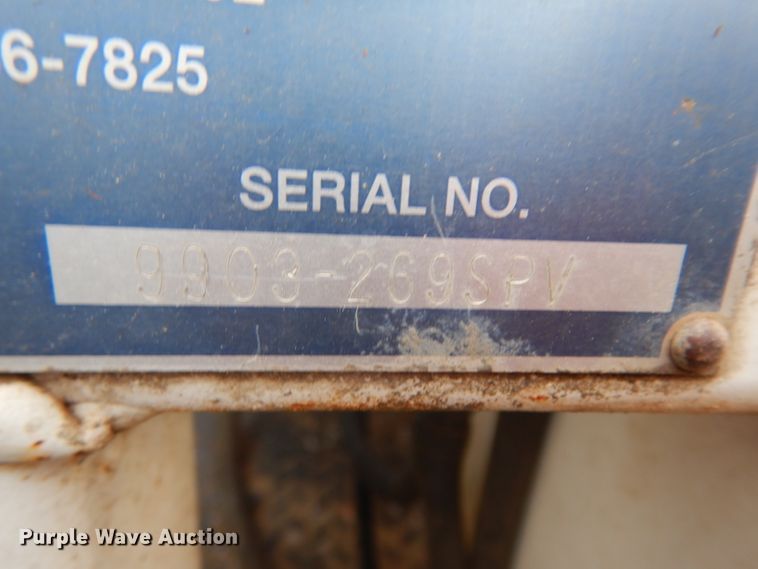 6-7825
SERIAL NO.
9903-269SPV
Purple Wave Auction